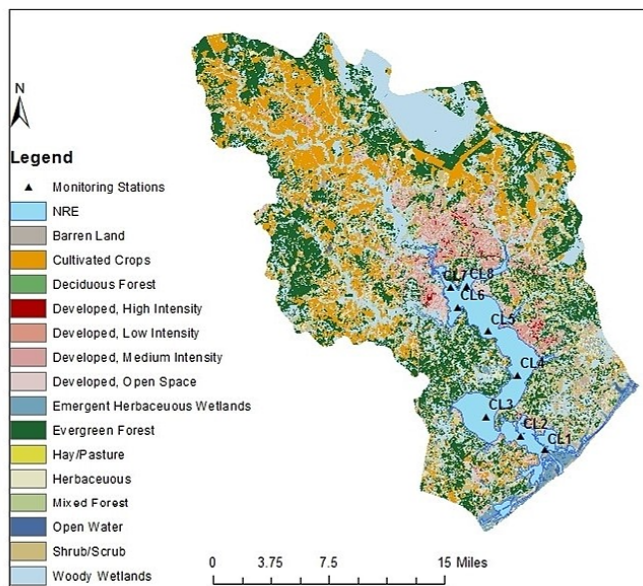 N
Legend
Monitoring Stations
NRE
Barren Land
Cultivated Crops
Deciduous Forest
Developed, High Intensity
Developed, Low Intensity
Developed, Medium Intensity
Developed, Open Space
Emergent Herbaceuous Wetlands
Evergreen Forest
Hay/Pasture
Herbaceuous
Mixed Forest
Open Water
Shrub/Scrub
Woody Wetlands
CL7 CL8
CL6
CL5
CL4
CL3
CL2
CL1
0 3.75 7.5 15 Miles